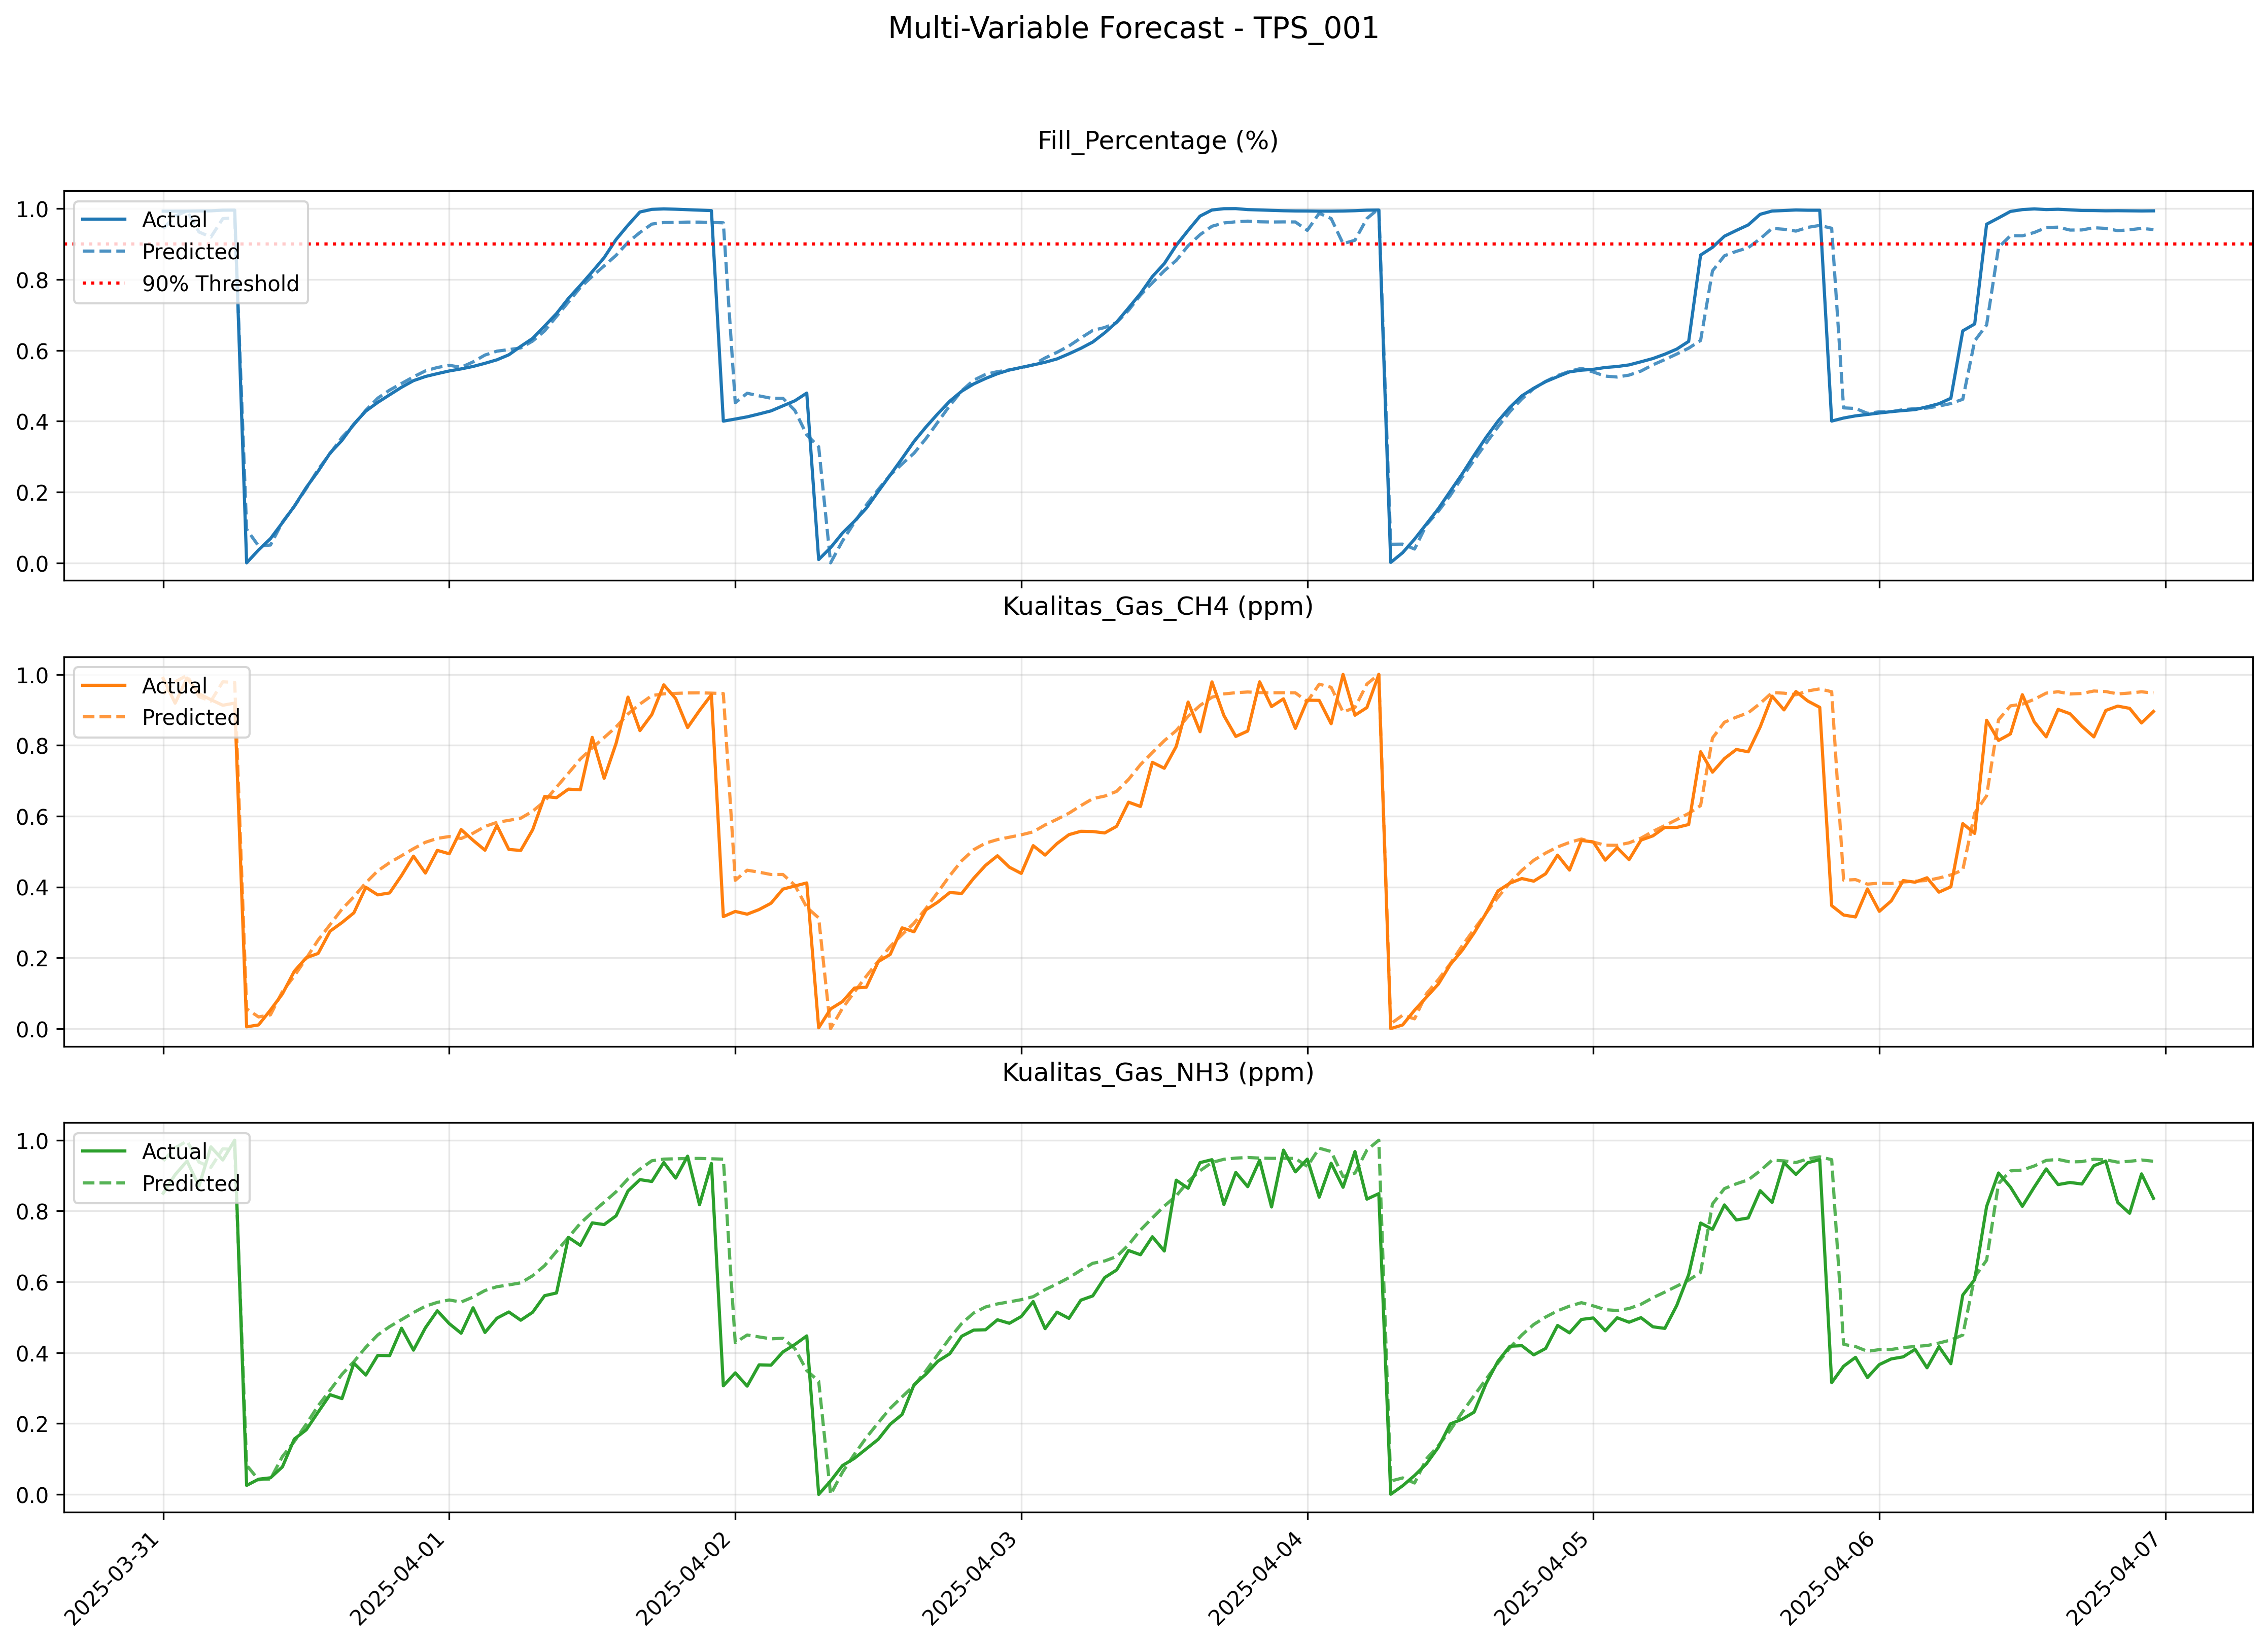 Multi-Variable Forecast - TPS_001
Fill_Percentage (%)
1.0
0.8
0.6
0.4
0.2
0.0
Actual
Predicted
90% Threshold
Kualitas_Gas_CH4 (ppm)
1.0
0.8
0.6
0.4
0.2
0.0
Actual
Predicted
Kualitas_Gas_NH3 (ppm)
1.0
0.8
0.6
0.4
0.2
0.0
Actual
Predicted
2025-03-31
2025-04-01
2025-04-02
2025-04-03
2025-04-04
2025-04-05
2025-04-06
2025-04-07